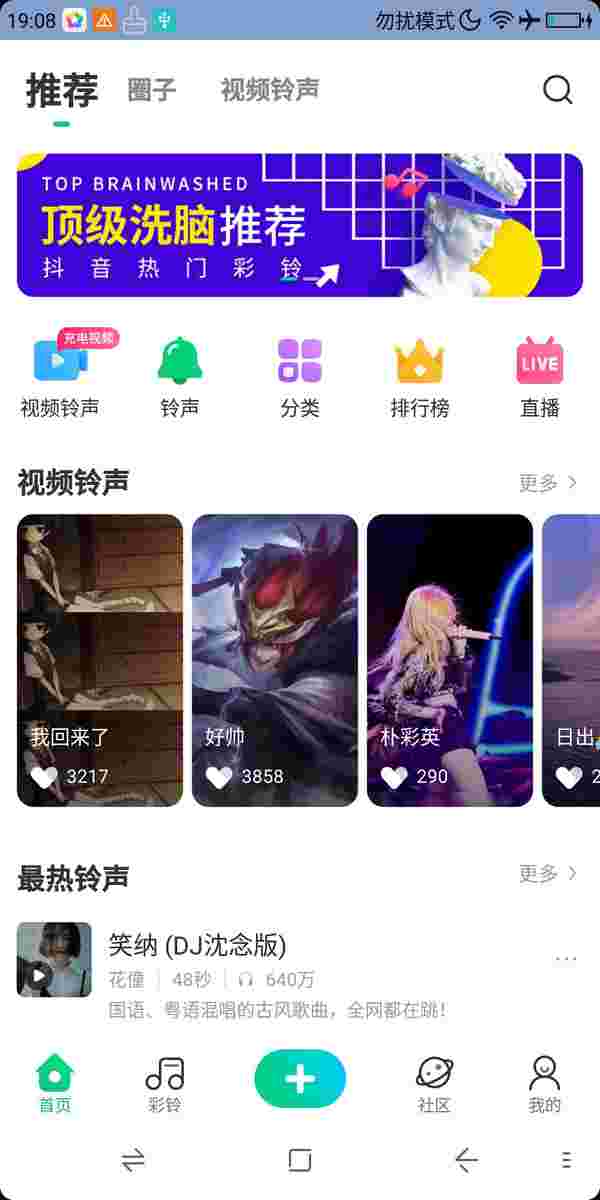 19:08
勿扰模式
推荐 圈子 视频铃声
TOP BRAINWASHED
顶级洗脑推荐
抖音热门彩铃
充电视频
视频铃声 铃声 分类 排行榜 直播
LIVE
视频铃声 更多
我回来了
3217
好帅
3858
朴彩英
290
日出
2
最热铃声 更多
笑纳 (DJ沈念版)
花僮 48秒 640万
国语、粤语混唱的古风歌曲，全网都在跳！
首页 彩铃 社区 我的